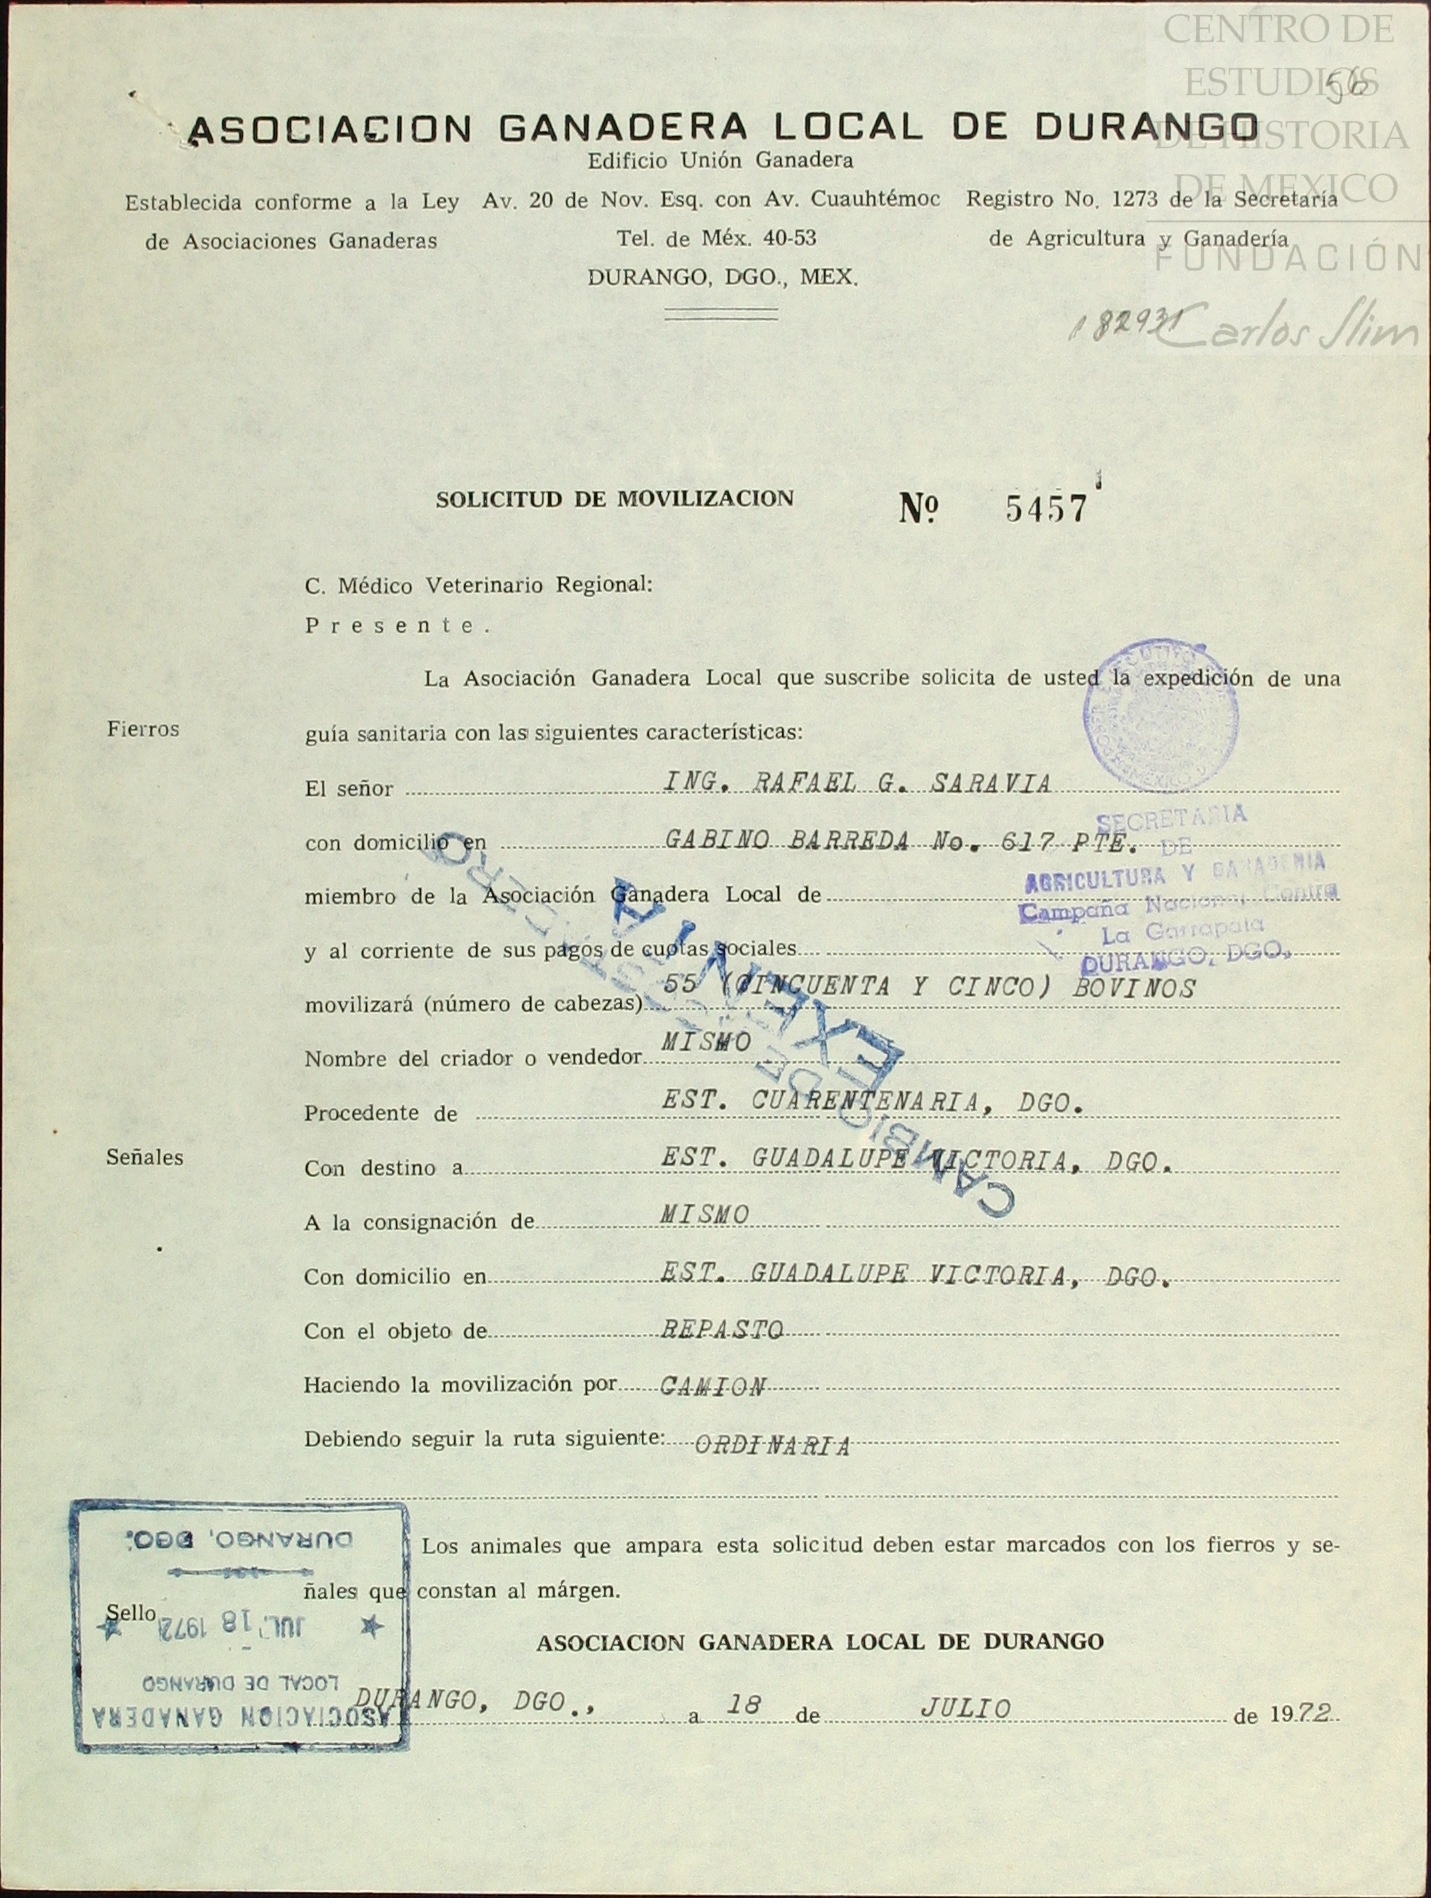 CENTRO DE
ESTUDIOS
DE HISTORIA
DE MEXICO
FUNDACIÓN
Carlos Slim
56
ASOCIACION GANADERA LOCAL DE DURANGO
Edificio Unión Ganadera
Establecida conforme a la Ley Av. 20 de Nov. Esq. con Av. Cuauhtémoc Registro No. 1273 de la Secretaría
de Asociaciones Ganaderas Tel. de Méx. 40-53 de Agricultura y Ganadería
DURANGO, DGO., MEX.
82931
SOLICITUD DE MOVILIZACION Nº 5457
C. Médico Veterinario Regional:
Presente.
La Asociación Ganadera Local que suscribe solicita de usted la expedición de una
Fierros guía sanitaria con las siguientes características:
El señor ING. RAFAEL G. SARAVIA
con domicilio en GABINO BARREDA No. 617 PTE.
miembro de la Asociación Ganadera Local de
y al corriente de sus pagos de cuotas sociales
movilizará (número de cabezas) 55 (CINCUENTA Y CINCO) BOVINOS
Nombre del criador o vendedor MISMO
Procedente de EST. CUARENTENARIA, DGO.
Señales Con destino a EST. GUADALUPE VICTORIA, DGO.
A la consignación de MISMO
Con domicilio en EST. GUADALUPE VICTORIA, DGO.
Con el objeto de REPASTO
Haciendo la movilización por CAMION
Debiendo seguir la ruta siguiente: ORDINARIA
Los animales que ampara esta solicitud deben estar marcados con los fierros y se-
ñales que constan al márgen.
Sello
ASOCIACION GANADERA LOCAL DE DURANGO
DURANGO, DGO., a 18 de JULIO de 1972
SECRETARIA
DE
AGRICULTURA Y GANADERIA
Campaña Nacional Contra
La Garrapata
DURANGO, DGO.
EXENTA
CAMBIO DE
ASOCIACION GANADERA
LOCAL DE DURANGO
JUL 18 1972
DURANGO, DGO.